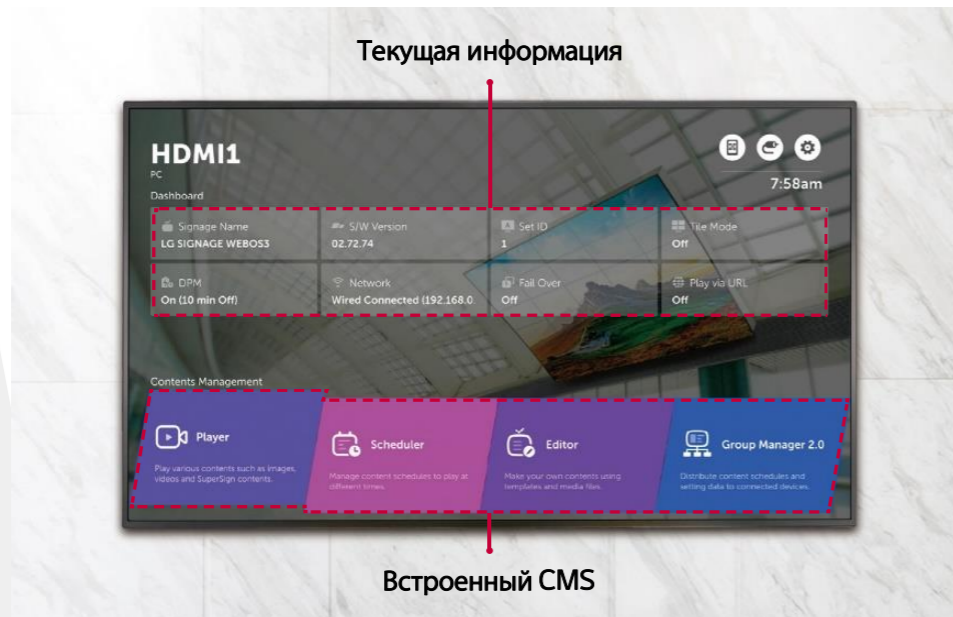 Текущая информация
HDMI1
PC
7:58am
Dashboard
Signage Name
LG SIGNAGE WEBOS3
S/W Version
02.72.74
Set ID
1
Tile Mode
Off
DPM
On (10 min Off)
Network
Wired Connected (192.168.0
Fail Over
Off
Play via URL
Off
Contents Management
Player
Play various contents such as images,
videos and SuperSign contents.
Scheduler
Manage content schedules to play at
different times.
Editor
Make your own contents using
templates and media files.
Group Manager 2.0
Distribute content schedules and
setting data to connected devices.
Встроенный CMS